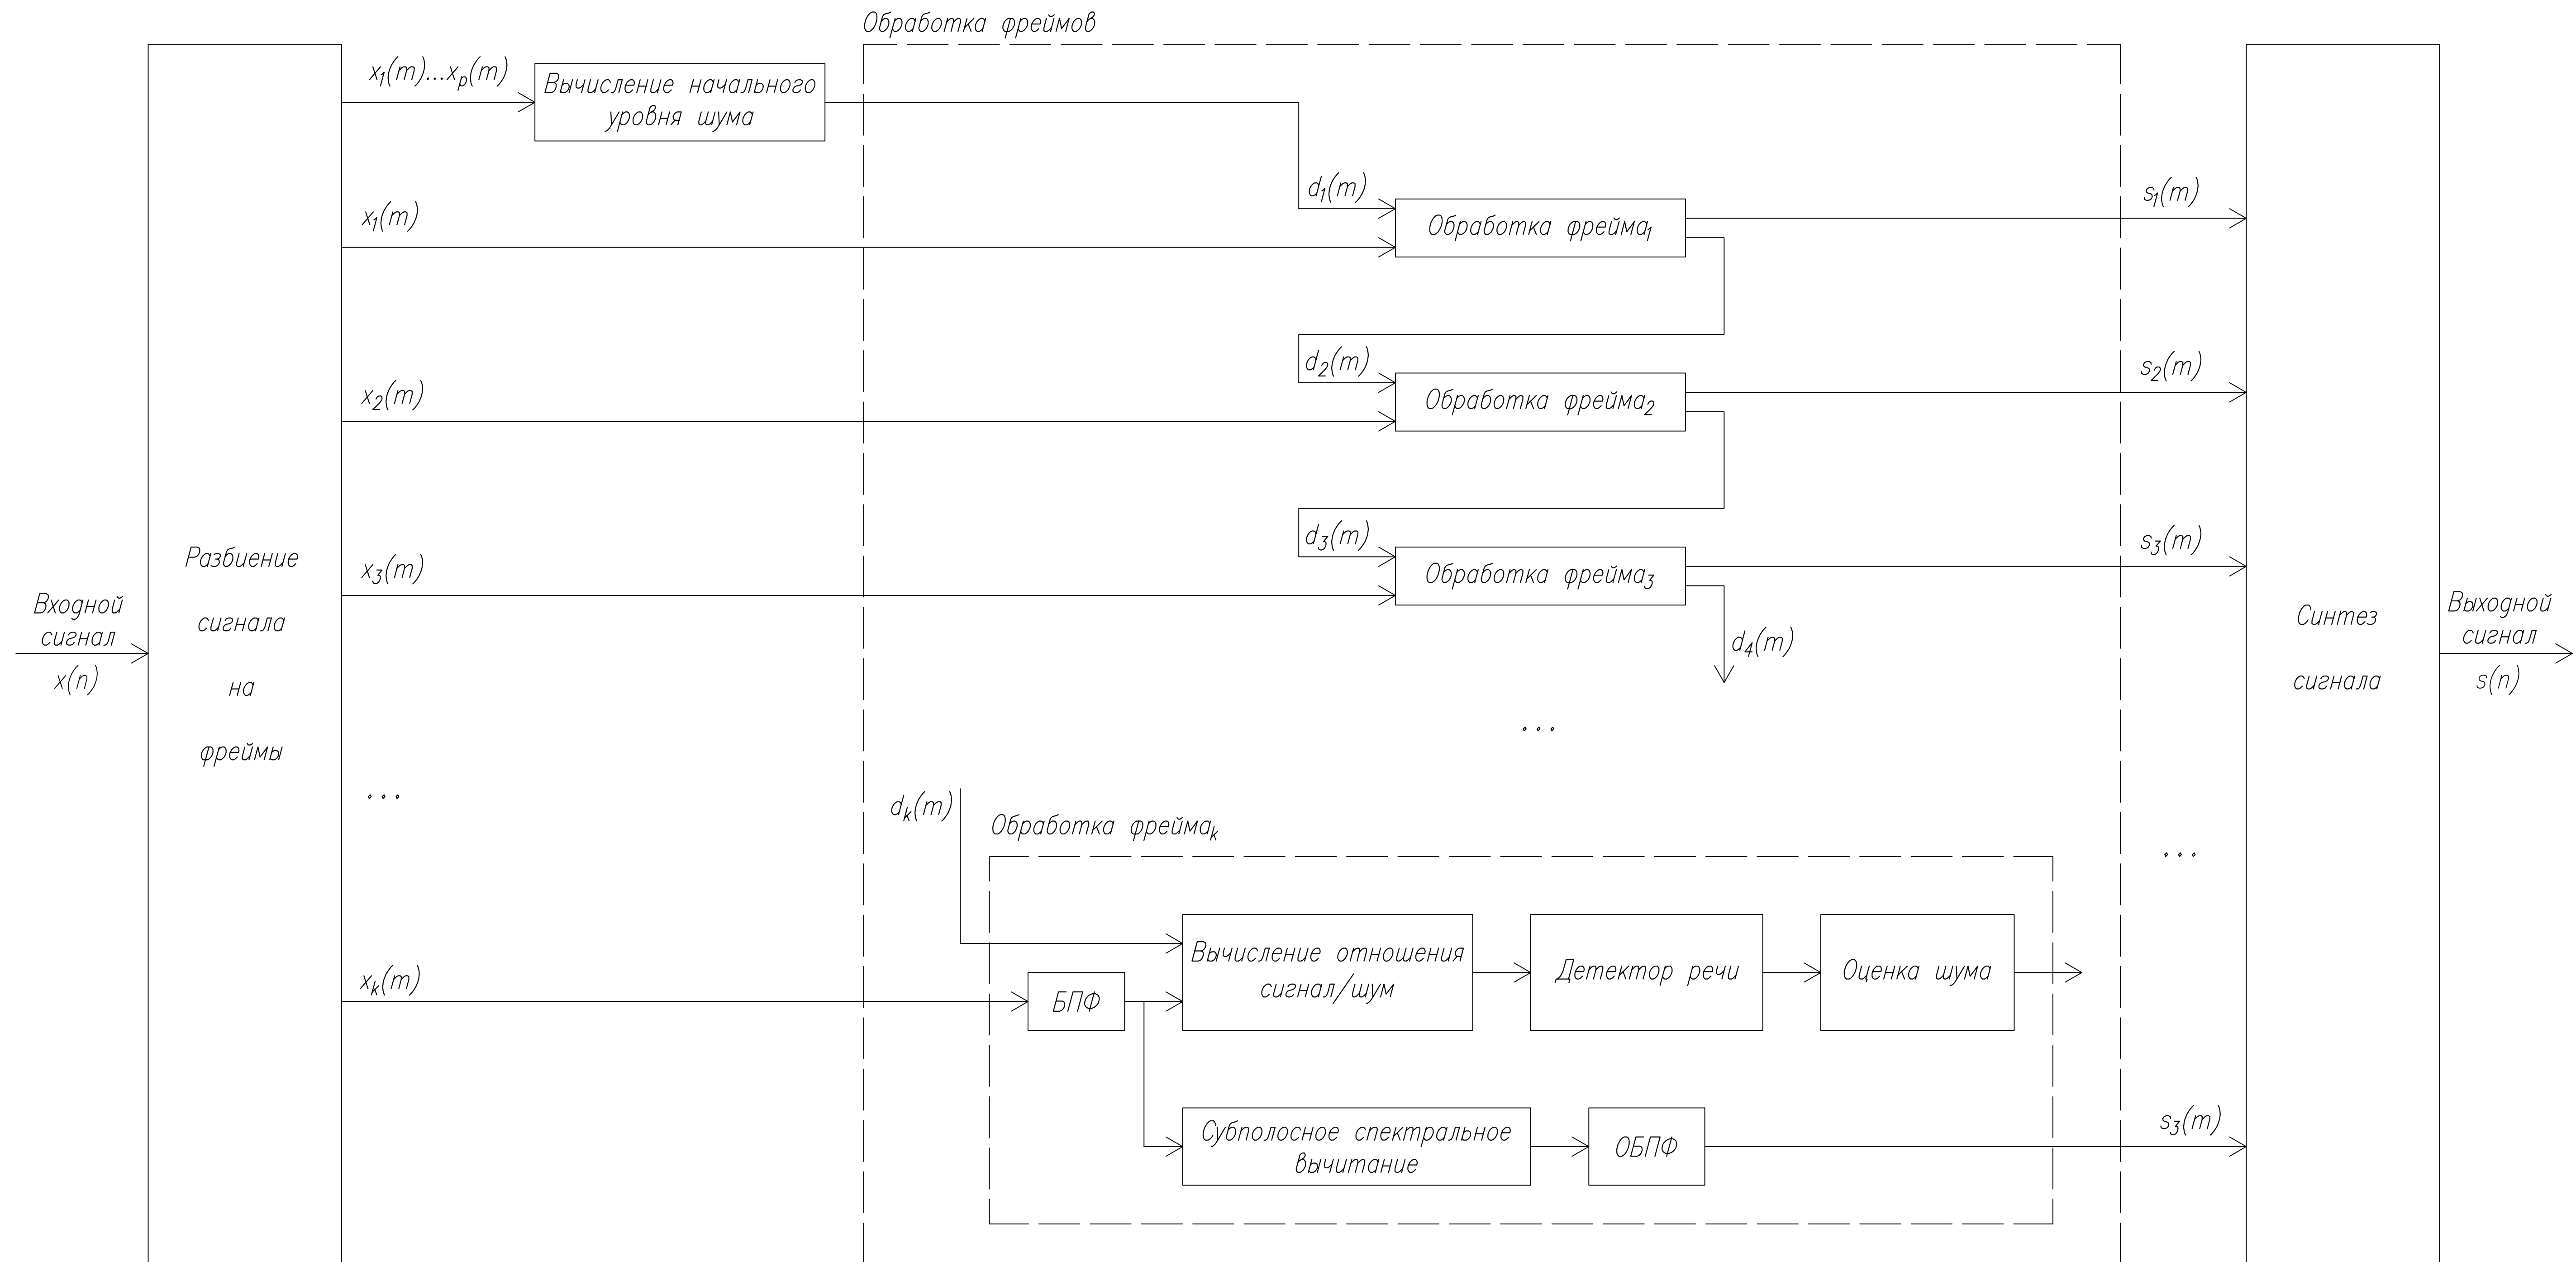 Обработка фреймов
x₁(m)...xₚ(m)
Вычисление начального
уровня шума
d₁(m)
s₁(m)
x₁(m)
Обработка фрейма₁
d₂(m)
s₂(m)
x₂(m)
Обработка фрейма₂
d₃(m)
s₃(m)
x₃(m)
Обработка фрейма₃
d₄(m)
Входной
сигнал
x(n)
Разбиение
сигнала
на
фреймы
Синтез
сигнала
Выходной
сигнал
s(n)
...
...
...
dₖ(m)
Обработка фреймаₖ
xₖ(m)
БПФ
Вычисление отношения
сигнал/шум
Детектор речи
Оценка шума
Субполосное спектральное
вычитание
ОБПФ
s₃(m)